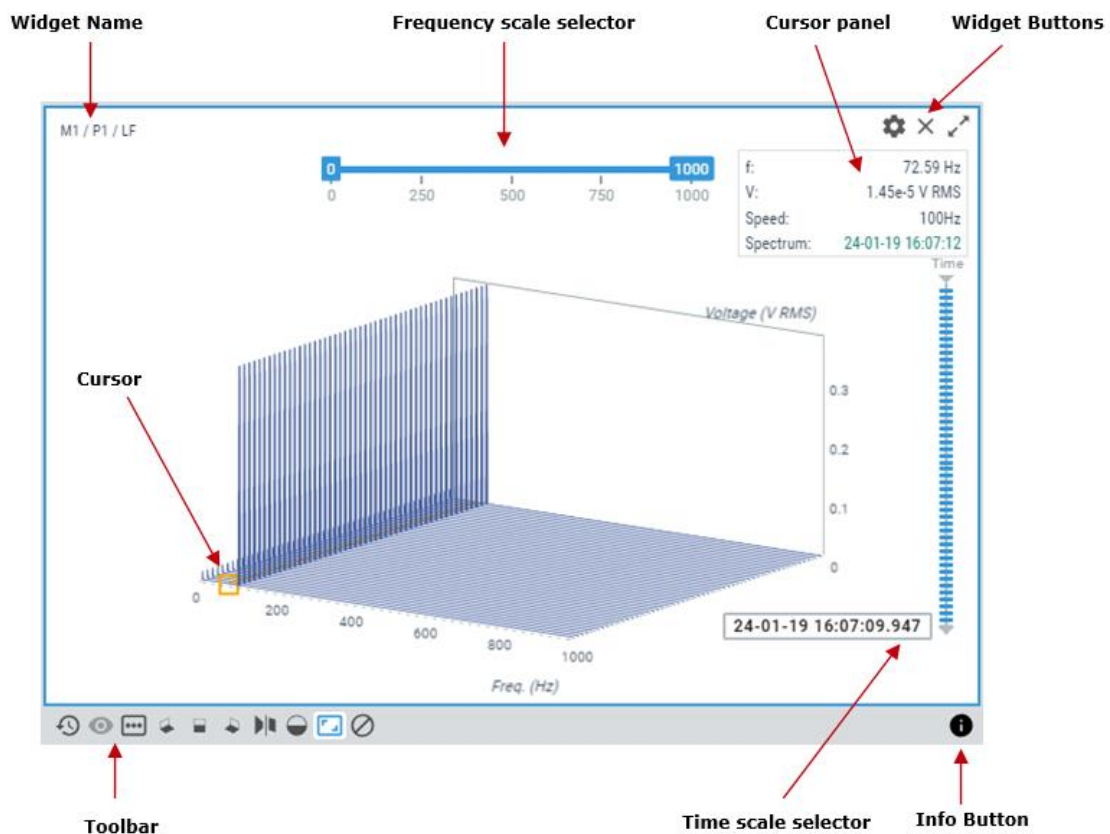 Widget Name
Frequency scale selector
Cursor panel
Widget Buttons
M1 / P1 / LF
0
1000
0
250
500
750
1000
f: 72.59 Hz
V: 1.45e-5 V RMS
Speed: 100Hz
Spectrum: 24-01-19 16:07:12
Time
Voltage (V RMS)
0.3
0.2
0.1
0
Cursor
0
200
400
600
800
1000
Freq. (Hz)
24-01-19 16:07:09.947
Toolbar
Time scale selector
Info Button